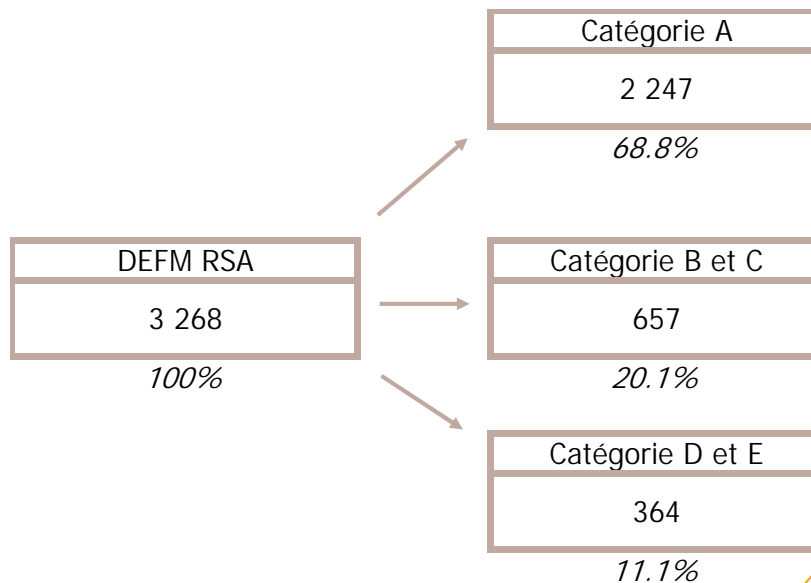 Catégorie A
2 247
68.8%
DEFM RSA
3 268
100%
Catégorie B et C
657
20.1%
Catégorie D et E
364
11.1%